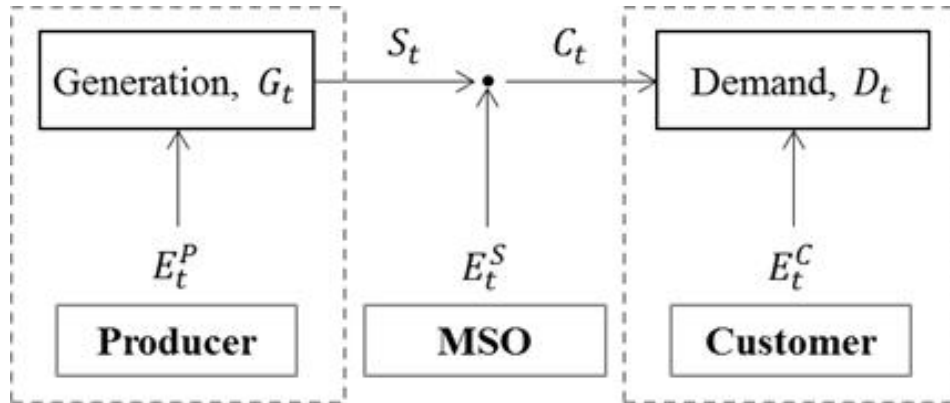 S_t C_t
Generation, G_t Demand, D_t
E_t^P E_t^S E_t^C
Producer MSO Customer